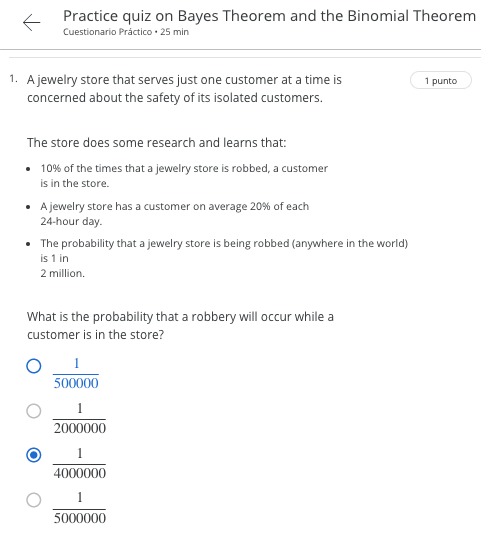 Practice quiz on Bayes Theorem and the Binomial Theorem
Cuestionario Práctico • 25 min
1. A jewelry store that serves just one customer at a time is
1 punto
concerned about the safety of its isolated customers.
The store does some research and learns that:
• 10% of the times that a jewelry store is robbed, a customer
is in the store.
• A jewelry store has a customer on average 20% of each
24-hour day.
• The probability that a jewelry store is being robbed (anywhere in the world)
is 1 in
2 million.
What is the probability that a robbery will occur while a
customer is in the store?
1
500000
1
2000000
1
4000000
1
5000000